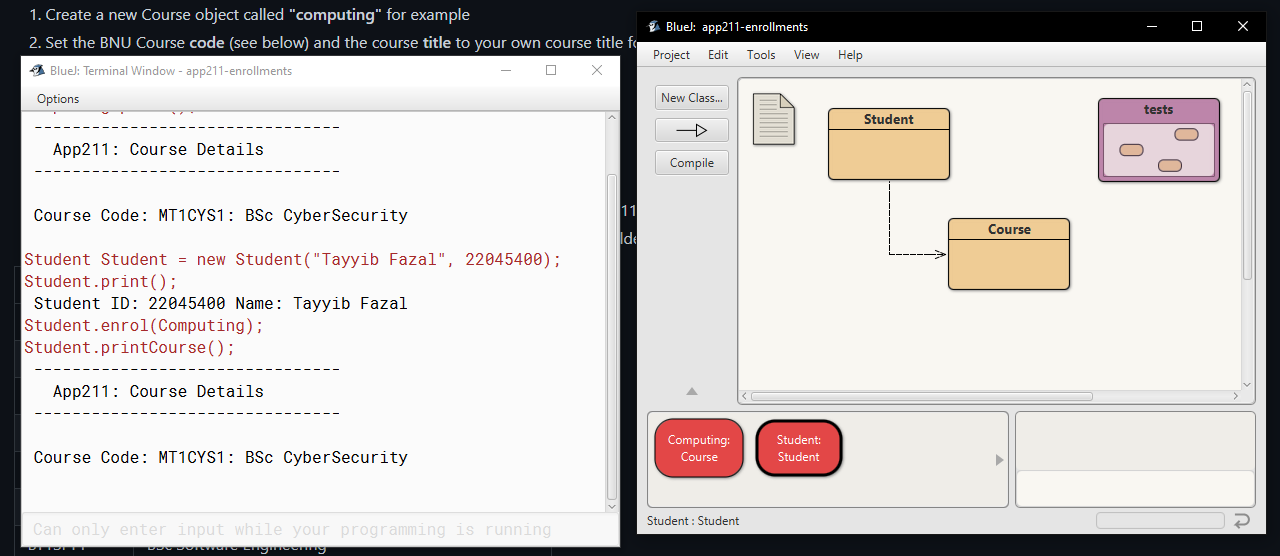 1. Create a new Course object called "computing" for example
2. Set the BNU Course code (see below) and the course title to your own course title fo
BlueJ: Terminal Window - app211-enrollments
Options
--------------------------------
App211: Course Details
--------------------------------
Course Code: MT1CYS1: BSc CyberSecurity
Student Student = new Student("Tayyib Fazal", 22045400);
Student.print();
Student ID: 22045400 Name: Tayyib Fazal
Student.enrol(Computing);
Student.printCourse();
--------------------------------
App211: Course Details
--------------------------------
Course Code: MT1CYS1: BSc CyberSecurity
Can only enter input while your programming is running
BSc Software Engineering
11
lde
BlueJ: app211-enrollments
Project Edit Tools View Help
New Class...
Compile
Student
Course
tests
Computing:
Course
Student:
Student
Student : Student